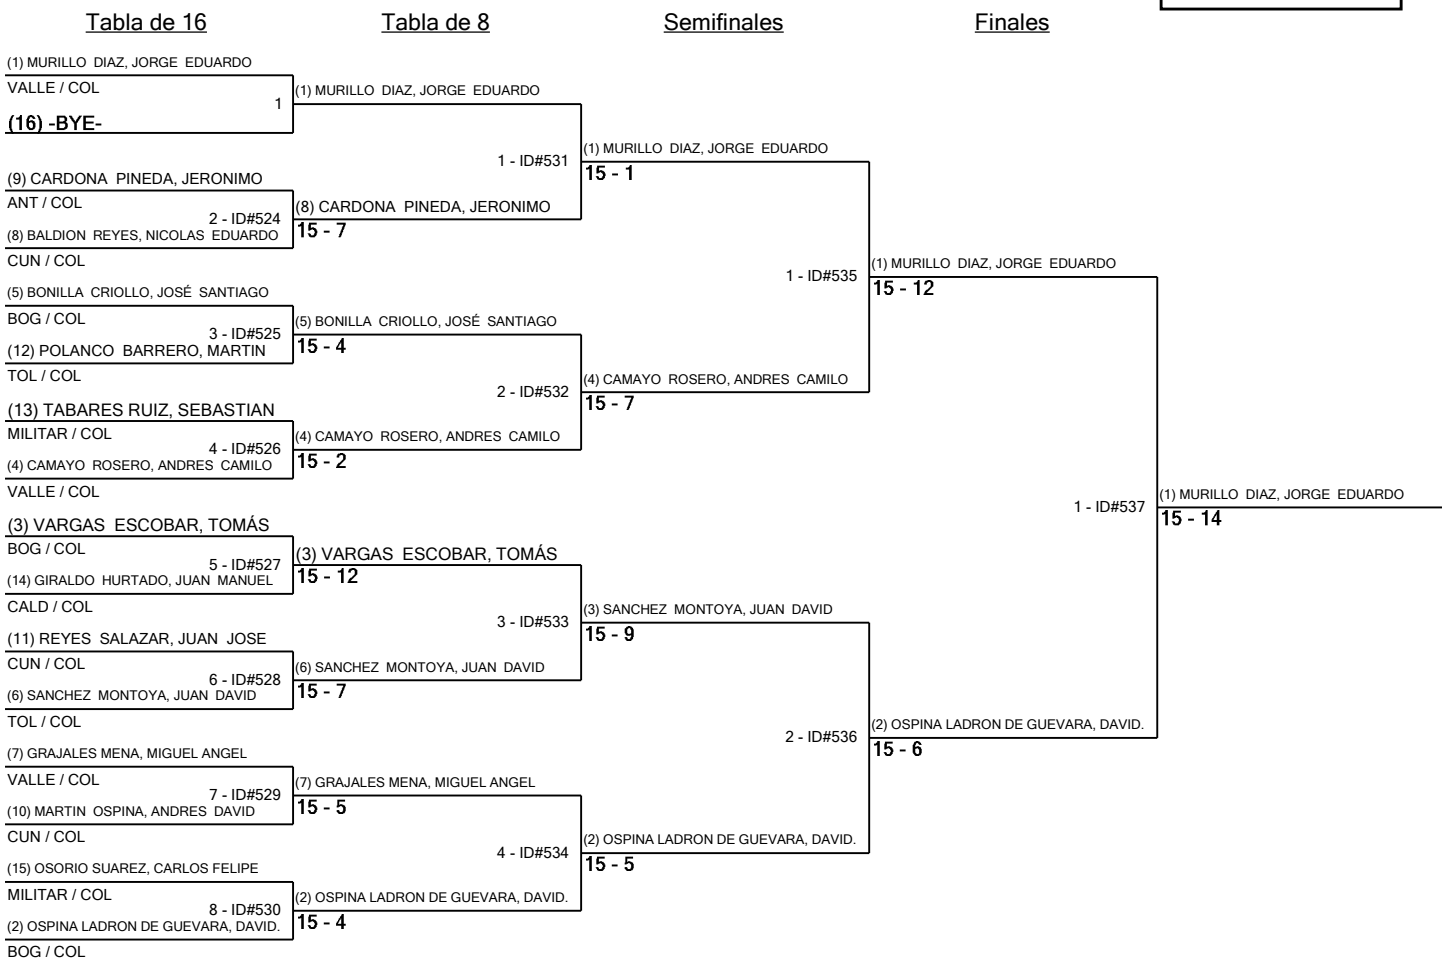 Tabla de 16
Tabla de 8
Semifinales
Finales
(1) MURILLO DIAZ, JORGE EDUARDO
VALLE / COL
1
(16) -BYE-
(9) CARDONA PINEDA, JERONIMO
ANT / COL
2 - ID#524
(8) BALDION REYES, NICOLAS EDUARDO
CUN / COL
(5) BONILLA CRIOLLO, JOSÉ SANTIAGO
BOG / COL
3 - ID#525
(12) POLANCO BARRERO, MARTIN
TOL / COL
(13) TABARES RUIZ, SEBASTIAN
MILITAR / COL
4 - ID#526
(4) CAMAYO ROSERO, ANDRES CAMILO
VALLE / COL
(3) VARGAS ESCOBAR, TOMÁS
BOG / COL
5 - ID#527
(14) GIRALDO HURTADO, JUAN MANUEL
CALD / COL
(11) REYES SALAZAR, JUAN JOSE
CUN / COL
6 - ID#528
(6) SANCHEZ MONTOYA, JUAN DAVID
TOL / COL
(7) GRAJALES MENA, MIGUEL ANGEL
VALLE / COL
7 - ID#529
(10) MARTIN OSPINA, ANDRES DAVID
CUN / COL
(15) OSORIO SUAREZ, CARLOS FELIPE
MILITAR / COL
8 - ID#530
(2) OSPINA LADRON DE GUEVARA, DAVID.
BOG / COL
(1) MURILLO DIAZ, JORGE EDUARDO
1 - ID#531
(8) CARDONA PINEDA, JERONIMO
15 - 7
(5) BONILLA CRIOLLO, JOSÉ SANTIAGO
15 - 4
2 - ID#532
(4) CAMAYO ROSERO, ANDRES CAMILO
15 - 2
(3) VARGAS ESCOBAR, TOMÁS
15 - 12
3 - ID#533
(6) SANCHEZ MONTOYA, JUAN DAVID
15 - 7
(7) GRAJALES MENA, MIGUEL ANGEL
15 - 5
4 - ID#534
(2) OSPINA LADRON DE GUEVARA, DAVID.
15 - 4
(1) MURILLO DIAZ, JORGE EDUARDO
15 - 1
1 - ID#535
(4) CAMAYO ROSERO, ANDRES CAMILO
15 - 7
(3) SANCHEZ MONTOYA, JUAN DAVID
15 - 9
2 - ID#536
(2) OSPINA LADRON DE GUEVARA, DAVID.
15 - 5
(1) MURILLO DIAZ, JORGE EDUARDO
15 - 12
1 - ID#537
(2) OSPINA LADRON DE GUEVARA, DAVID.
15 - 6
(1) MURILLO DIAZ, JORGE EDUARDO
15 - 14